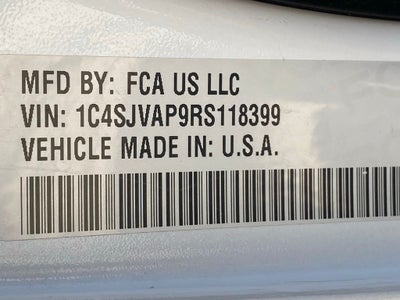 MFD BY: FCA US LLC
VIN: 1C4SJVAP9RS118399
VEHICLE MADE IN: U.S.A.